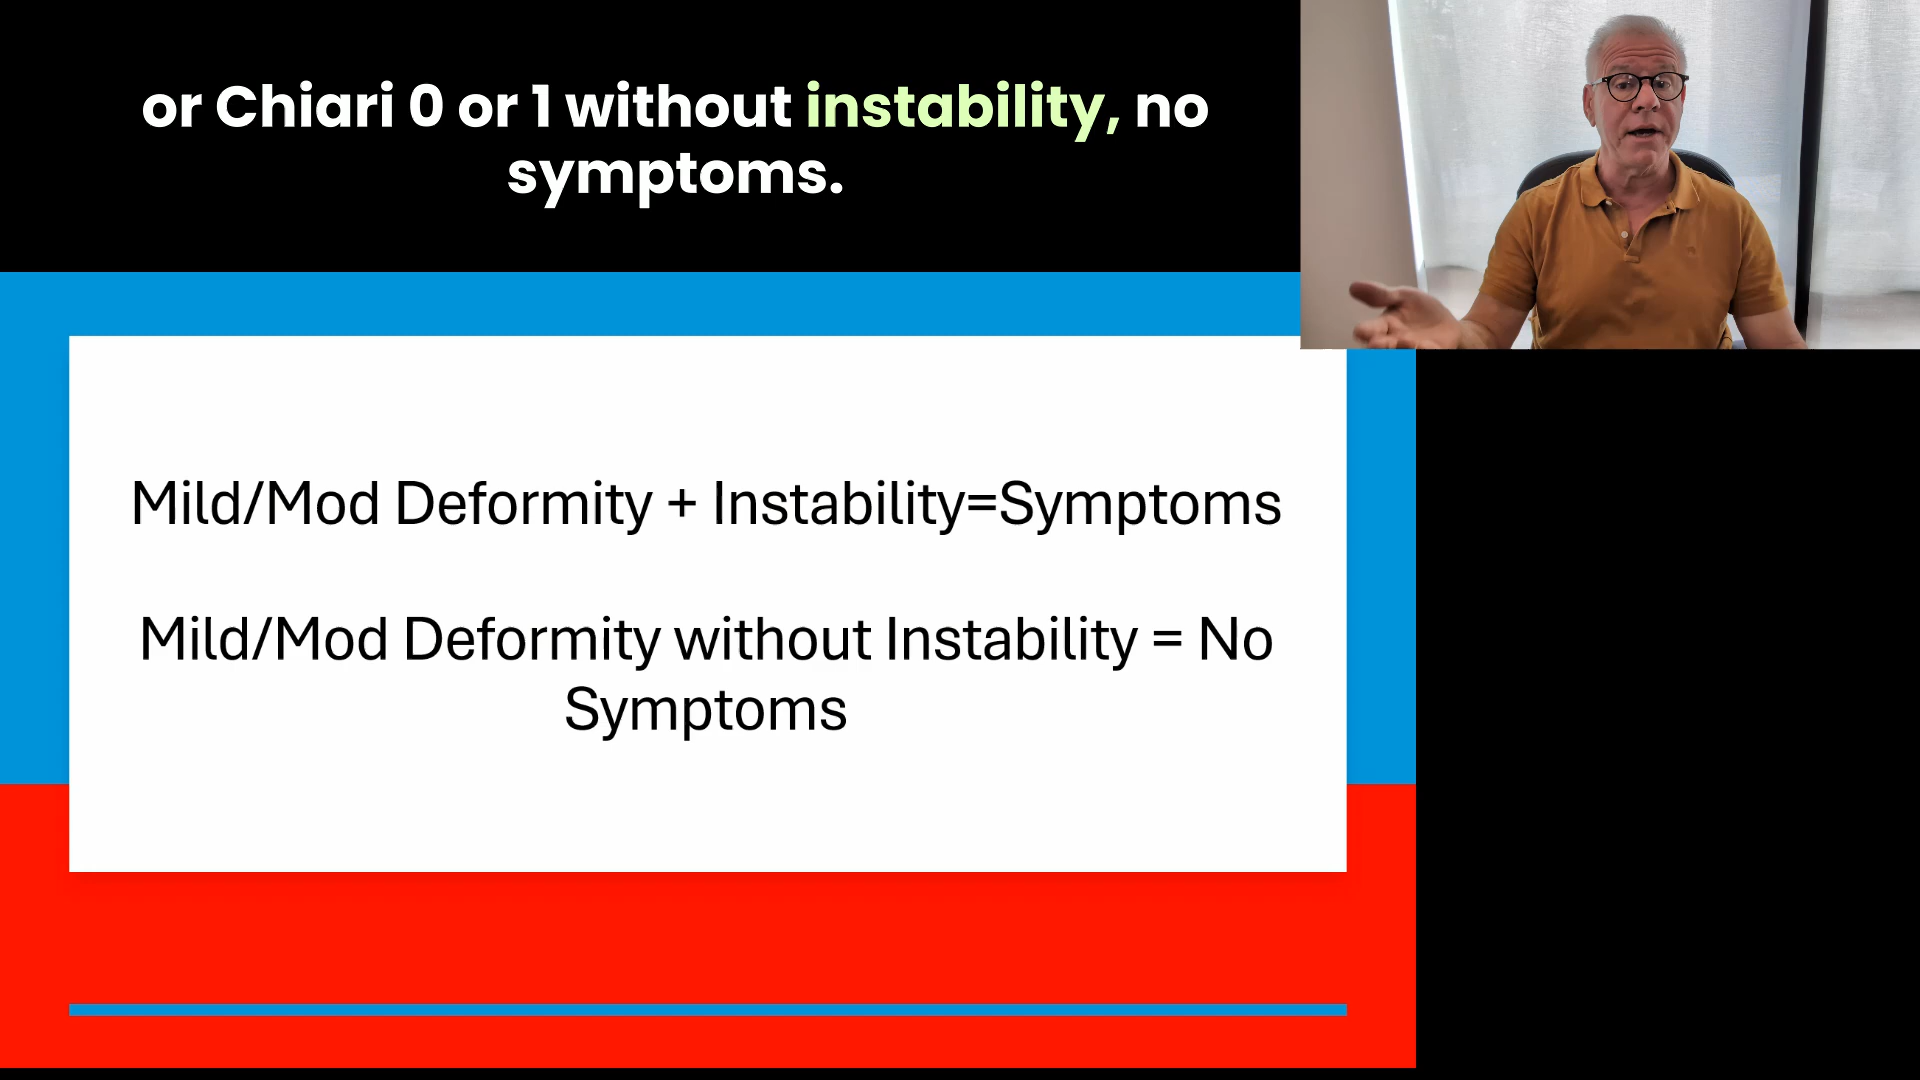 or Chiari 0 or 1 without instability, no
symptoms.
Mild/Mod Deformity + Instability=Symptoms
Mild/Mod Deformity without Instability = No
Symptoms